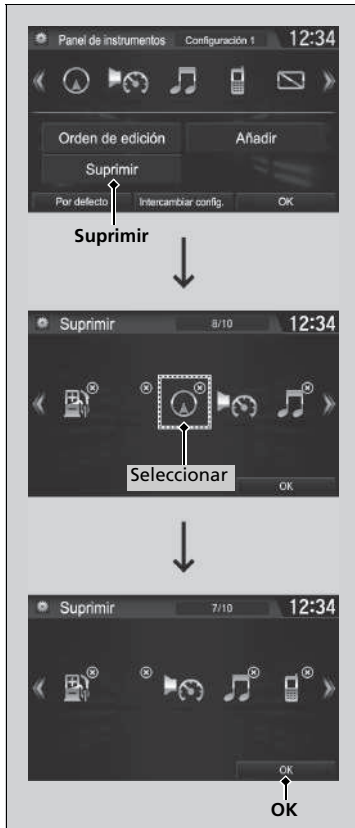 Panel de instrumentos Configuración 1 12:34
Orden de edición Añadir
Suprimir
Por defecto Intercambiar config. OK
Suprimir
Suprimir 8/10 12:34
Seleccionar
OK
Suprimir 7/10 12:34
OK
OK